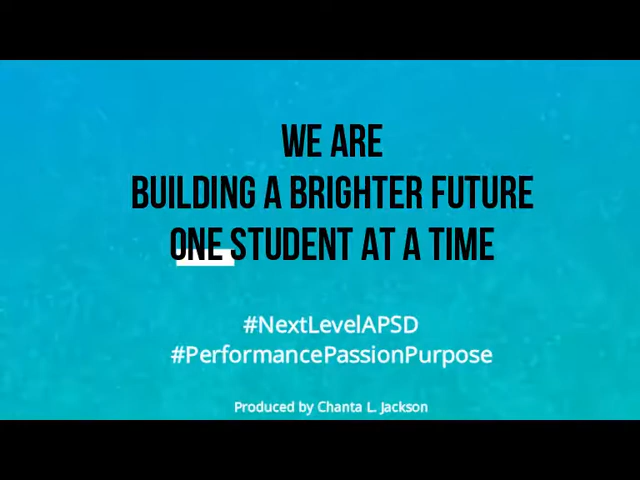 WE ARE
BUILDING A BRIGHTER FUTURE
ONE STUDENT AT A TIME
#NextLevelAPSD
#PerformancePassionPurpose
Produced by Chanta L. Jackson